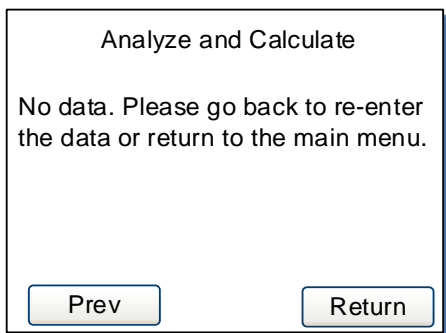 Analyze and Calculate
No data. Please go back to re-enter
the data or return to the main menu.
Prev
Return